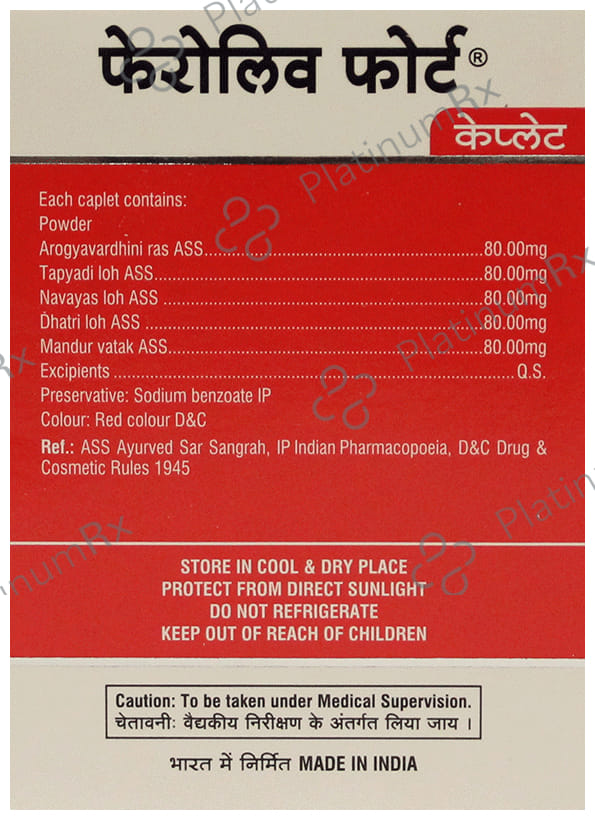 फेरोलिव फोर्ट®
केप्लेट
Each caplet contains:
Powder
Arogyavardhini ras ASS..........80.00mg
Tapyadi loh ASS..........80.00mg
Navayas loh ASS..........80.00mg
Dhatri loh ASS..........80.00mg
Mandur vatak ASS..........80.00mg
Excipients..........Q.S.
Preservative: Sodium benzoate IP
Colour: Red colour D&C
Ref.: ASS Ayurved Sar Sangrah, IP Indian Pharmacopoeia, D&C Drug &
Cosmetic Rules 1945
STORE IN COOL & DRY PLACE
PROTECT FROM DIRECT SUNLIGHT
DO NOT REFRIGERATE
KEEP OUT OF REACH OF CHILDREN
Caution: To be taken under Medical Supervision.
चेतावनी: वैद्यकीय निरीक्षण के अंतर्गत लिया जाय ।
भारत में निर्मित MADE IN INDIA
PlatinumRx
PlatinumRx
PlatinumRx
PlatinumRx